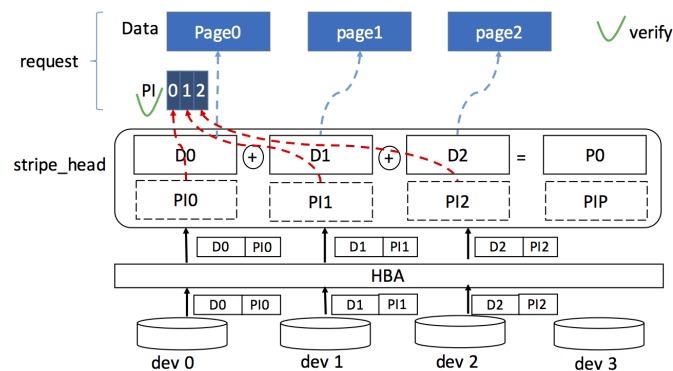 Data
Page0
page1
page2
verify
request
PI
0 1 2
stripe_head
D0
+
D1
+
D2
=
P0
PI0
PI1
PI2
PIP
D0 PI0
D1 PI1
D2 PI2
HBA
D0 PI0
D1 PI1
D2 PI2
dev 0
dev 1
dev 2
dev 3